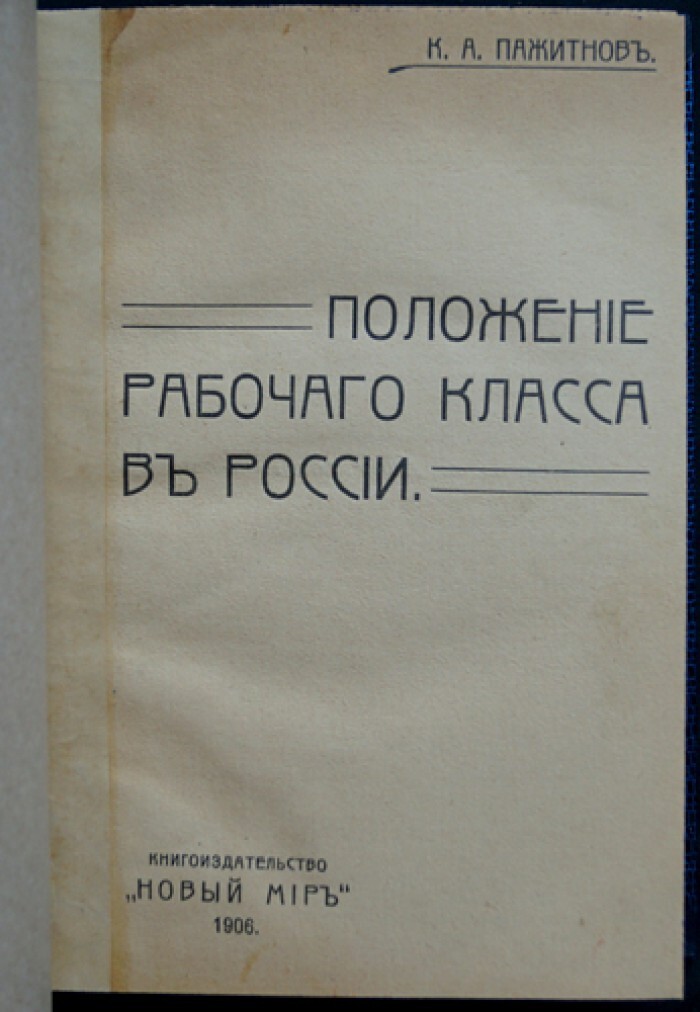 К. А. ПАЖИТНОВЪ.
ПОЛОЖЕНІЕ
РАБОЧАГО КЛАССА
ВЪ РОССІИ.
КНИГОИЗДАТЕЛЬСТВО
„НОВЫЙ МІРЪ“
1906.